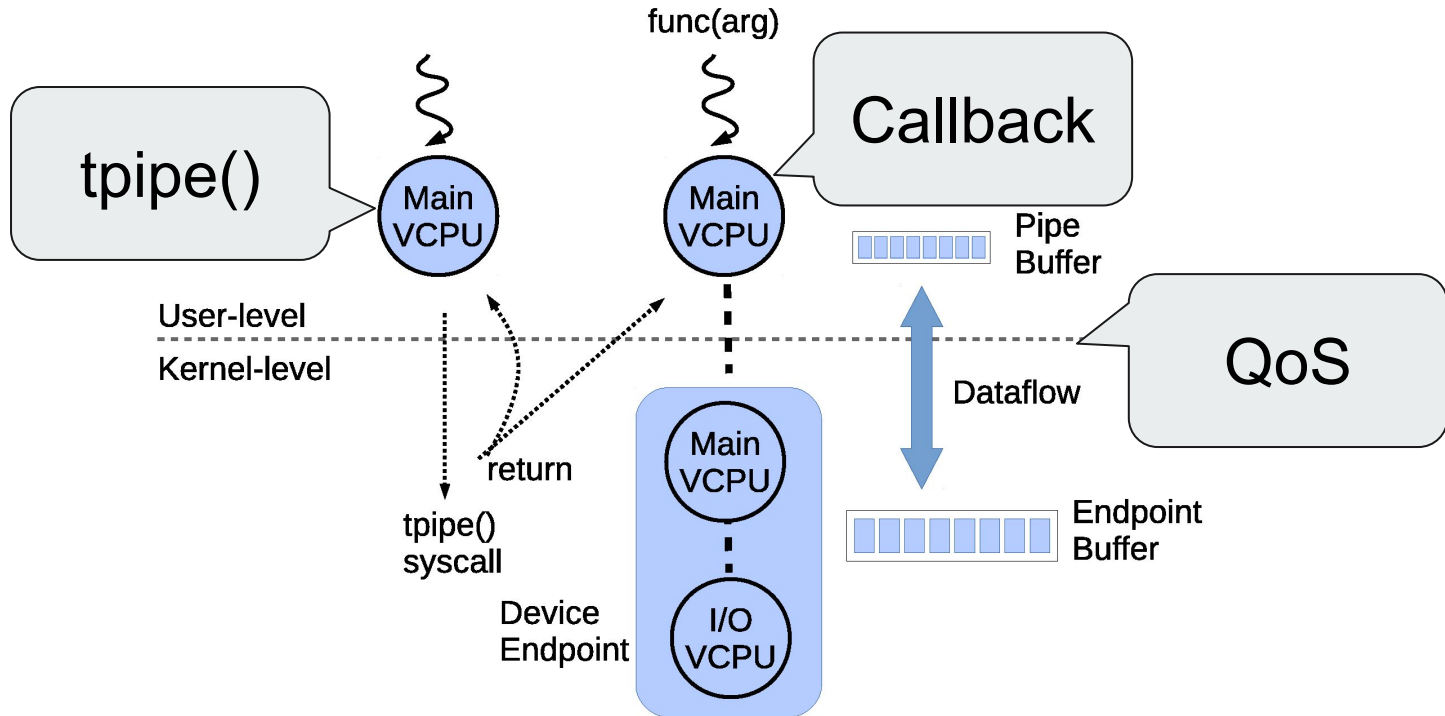 func(arg)
tpipe()
Callback
Main
VCPU
Main
VCPU
Pipe
Buffer
User-level
Kernel-level
QoS
Dataflow
Main
VCPU
return
tpipe()
syscall
Endpoint
Buffer
Device
Endpoint
I/O
VCPU